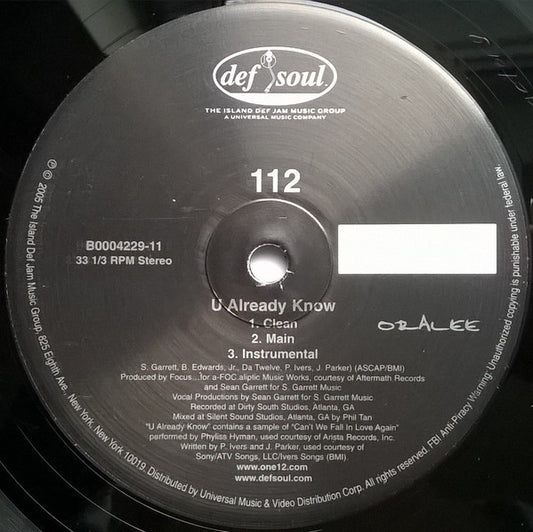 def soul.
THE ISLAND DEF JAM MUSIC GROUP
A UNIVERSAL MUSIC COMPANY
112
B0004229-11
33 1/3 RPM Stereo
U Already Know
1. Clean
2. Main
3. Instrumental
ORALEE
S. Garrett, B. Edwards, Jr., Da Twelve, P. Ivers, J. Parker) (ASCAP/BMI)
Produced by Focus...for a-FOC.aliptic Music Works, courtesy of Aftermath Records
and Sean Garrett for S. Garrett Music
Vocal Productions by Sean Garrett for S. Garrett Music
Recorded at Dirty South Studios, Atlanta, GA
Mixed at Silent Sound Studios, Atlanta, GA by Phil Tan
"U Already Know" contains a sample of "Can't We Fall In Love Again"
performed by Phyliss Hyman, used courtesy of Arista Records, Inc.
Written by P. Ivers and J. Parker, used courtesy of
Sony/ATV Songs, LLC/Ivers Songs (BMI).
www.one12.com
www.defsoul.com
℗ © 2005 The Island Def Jam Music Group, 825 Eighth Ave., New York, New York 10019. Distributed by Universal Music & Video Distribution Corp. All rights reserved. FBI Anti-Piracy Warning: Unauthorized copying is punishable under federal law.